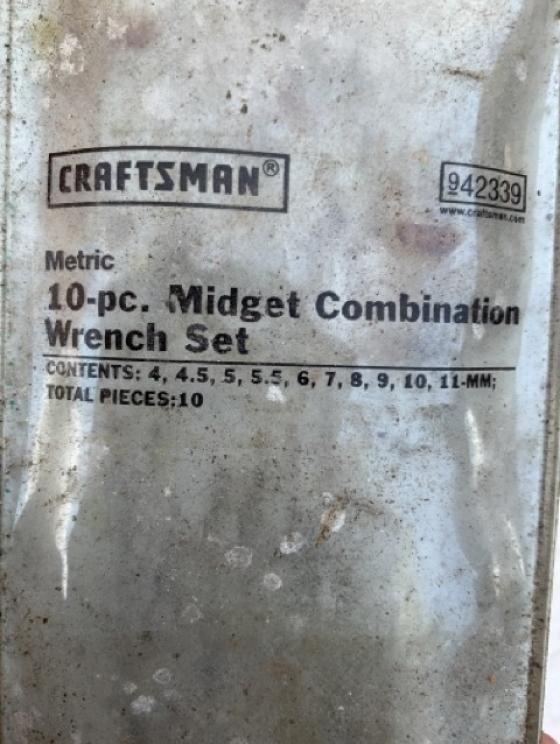 CRAFTSMAN®
942339
www.craftsman.com
Metric
10-pc. Midget Combination
Wrench Set
CONTENTS: 4, 4.5, 5, 5.5, 6, 7, 8, 9, 10, 11-MM;
TOTAL PIECES:10